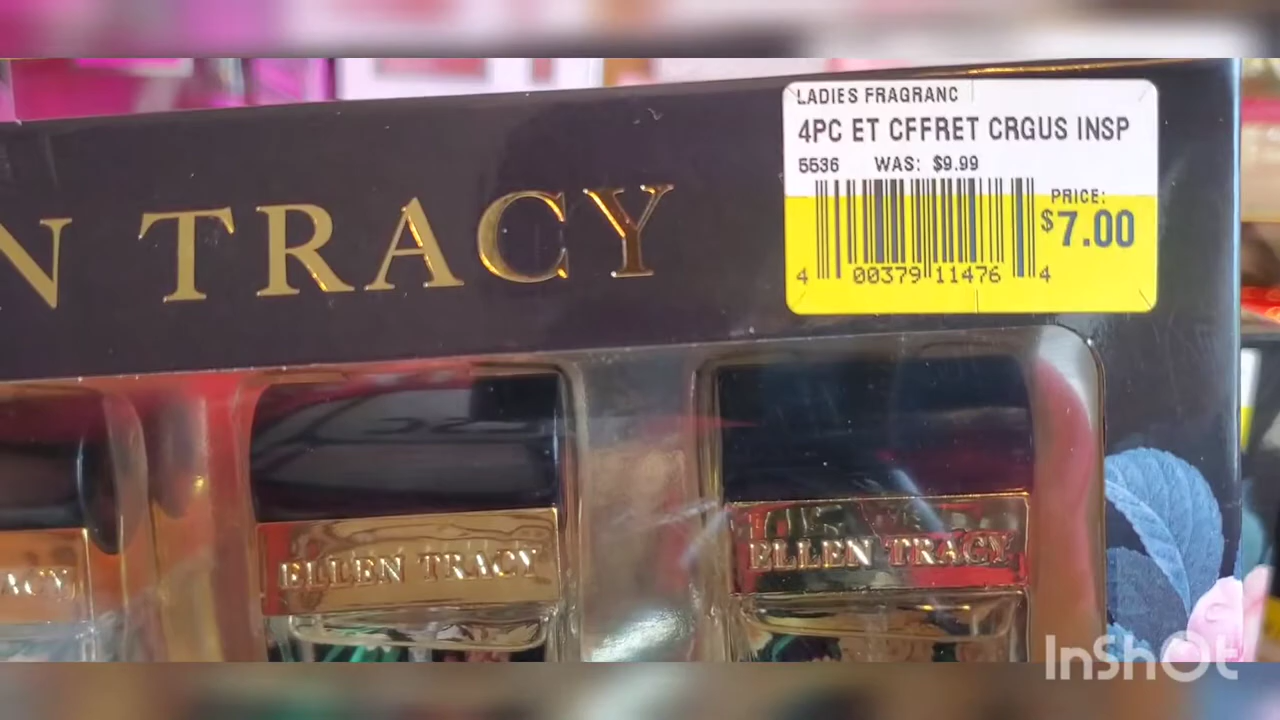 LADIES FRAGRANC
4PC ET CFFRET CRGUS INSP
5536 WAS: $9.99
PRICE:
$7.00
4 00379 11476 4
N TRACY
ACY
ELLEN TRACY
ELLEN TRACY
InShOt